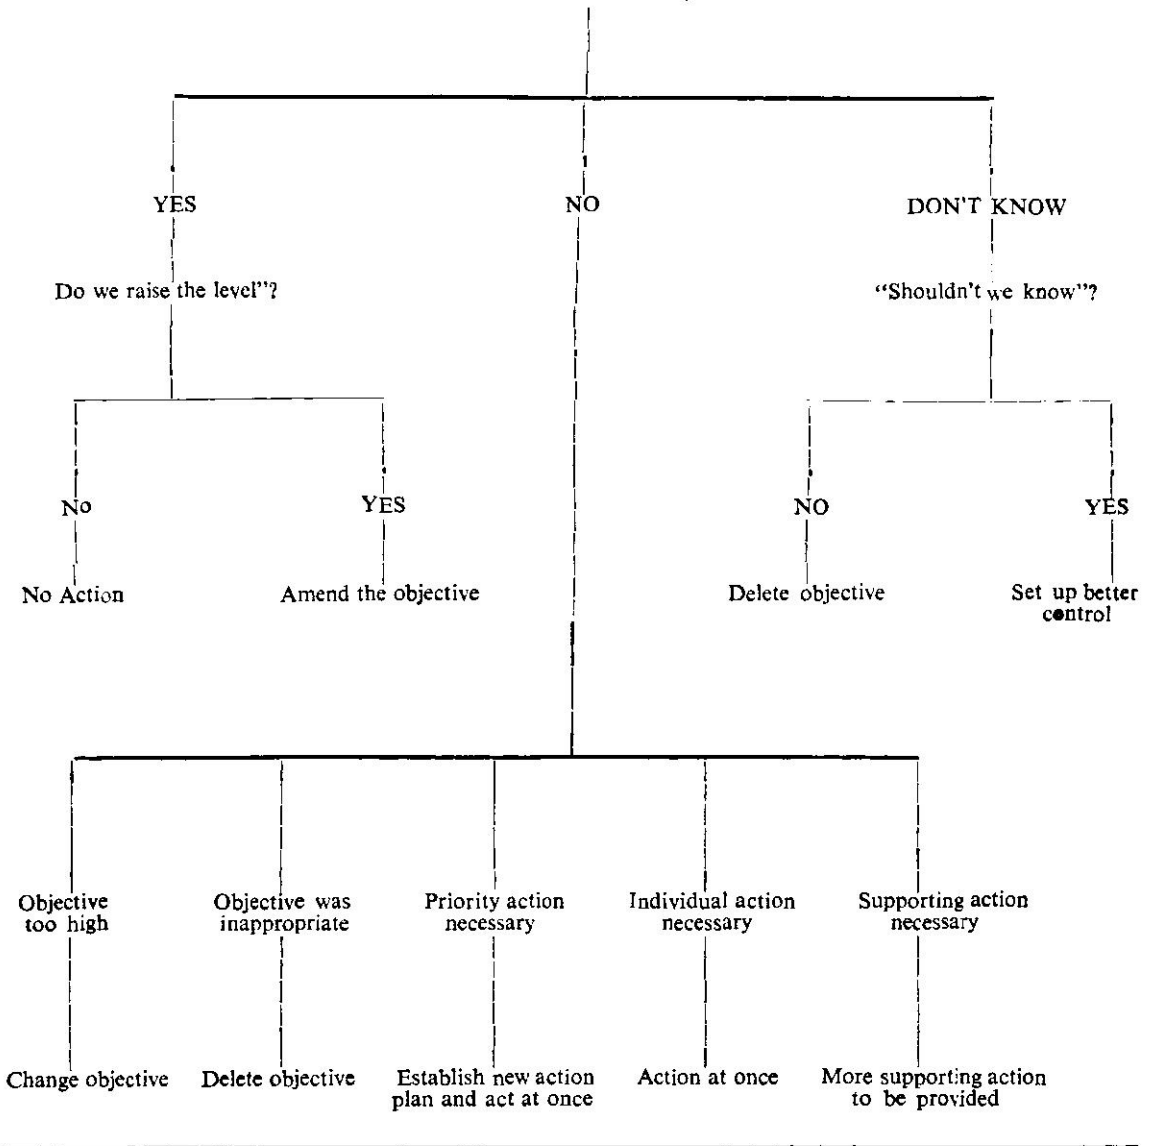 YES
NO
DON'T KNOW
Do we raise the level"?
"Shouldn't we know"?
No
YES
NO
YES
No Action
Amend the objective
Delete objective
Set up better
control
Objective
too high
Objective was
inappropriate
Priority action
necessary
Individual action
necessary
Supporting action
necessary
Change objective
Delete objective
Establish new action
plan and act at once
Action at once
More supporting action
to be provided